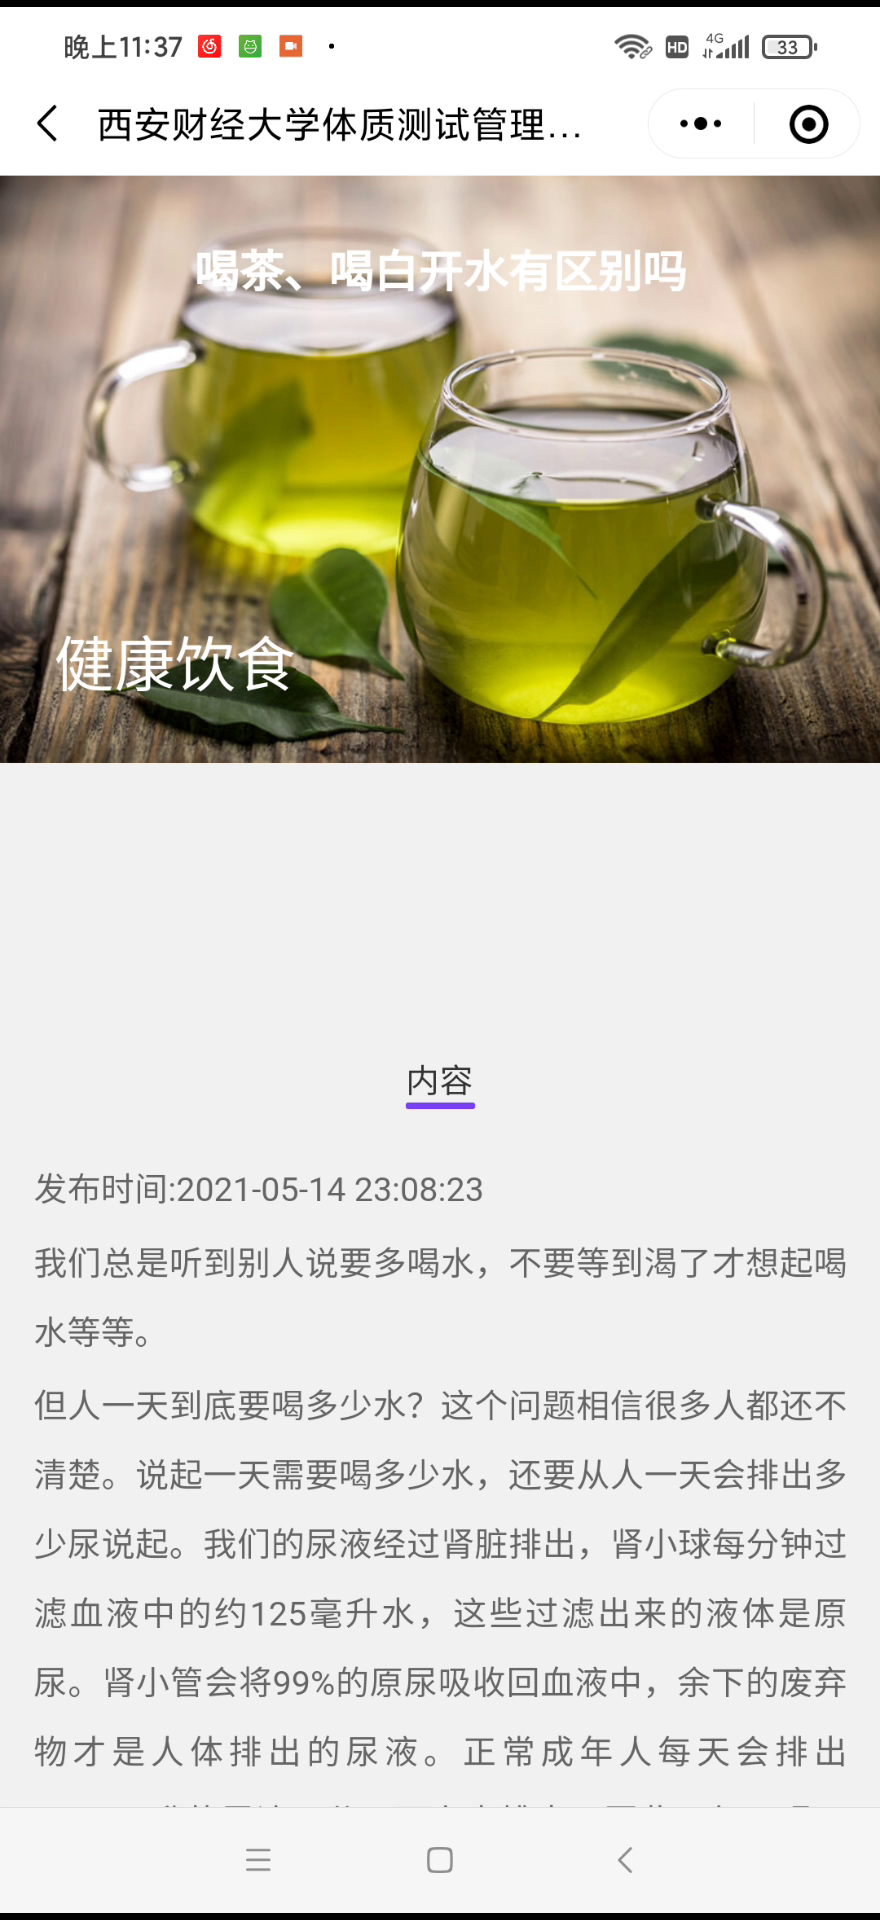 晚上11:37
HD
4G
33
西安财经大学体质测试管理...
喝茶、喝白开水有区别吗
健康饮食
内容
发布时间:2021-05-14 23:08:23
我们总是听到别人说要多喝水，不要等到渴了才想起喝
水等等。
但人一天到底要喝多少水？这个问题相信很多人都还不
清楚。说起一天需要喝多少水，还要从人一天会排出多
少尿说起。我们的尿液经过肾脏排出，肾小球每分钟过
滤血液中的约125毫升水，这些过滤出来的液体是原
尿。肾小管会将99%的原尿吸收回血液中，余下的废弃
物才是人体排出的尿液。正常成年人每天会排出